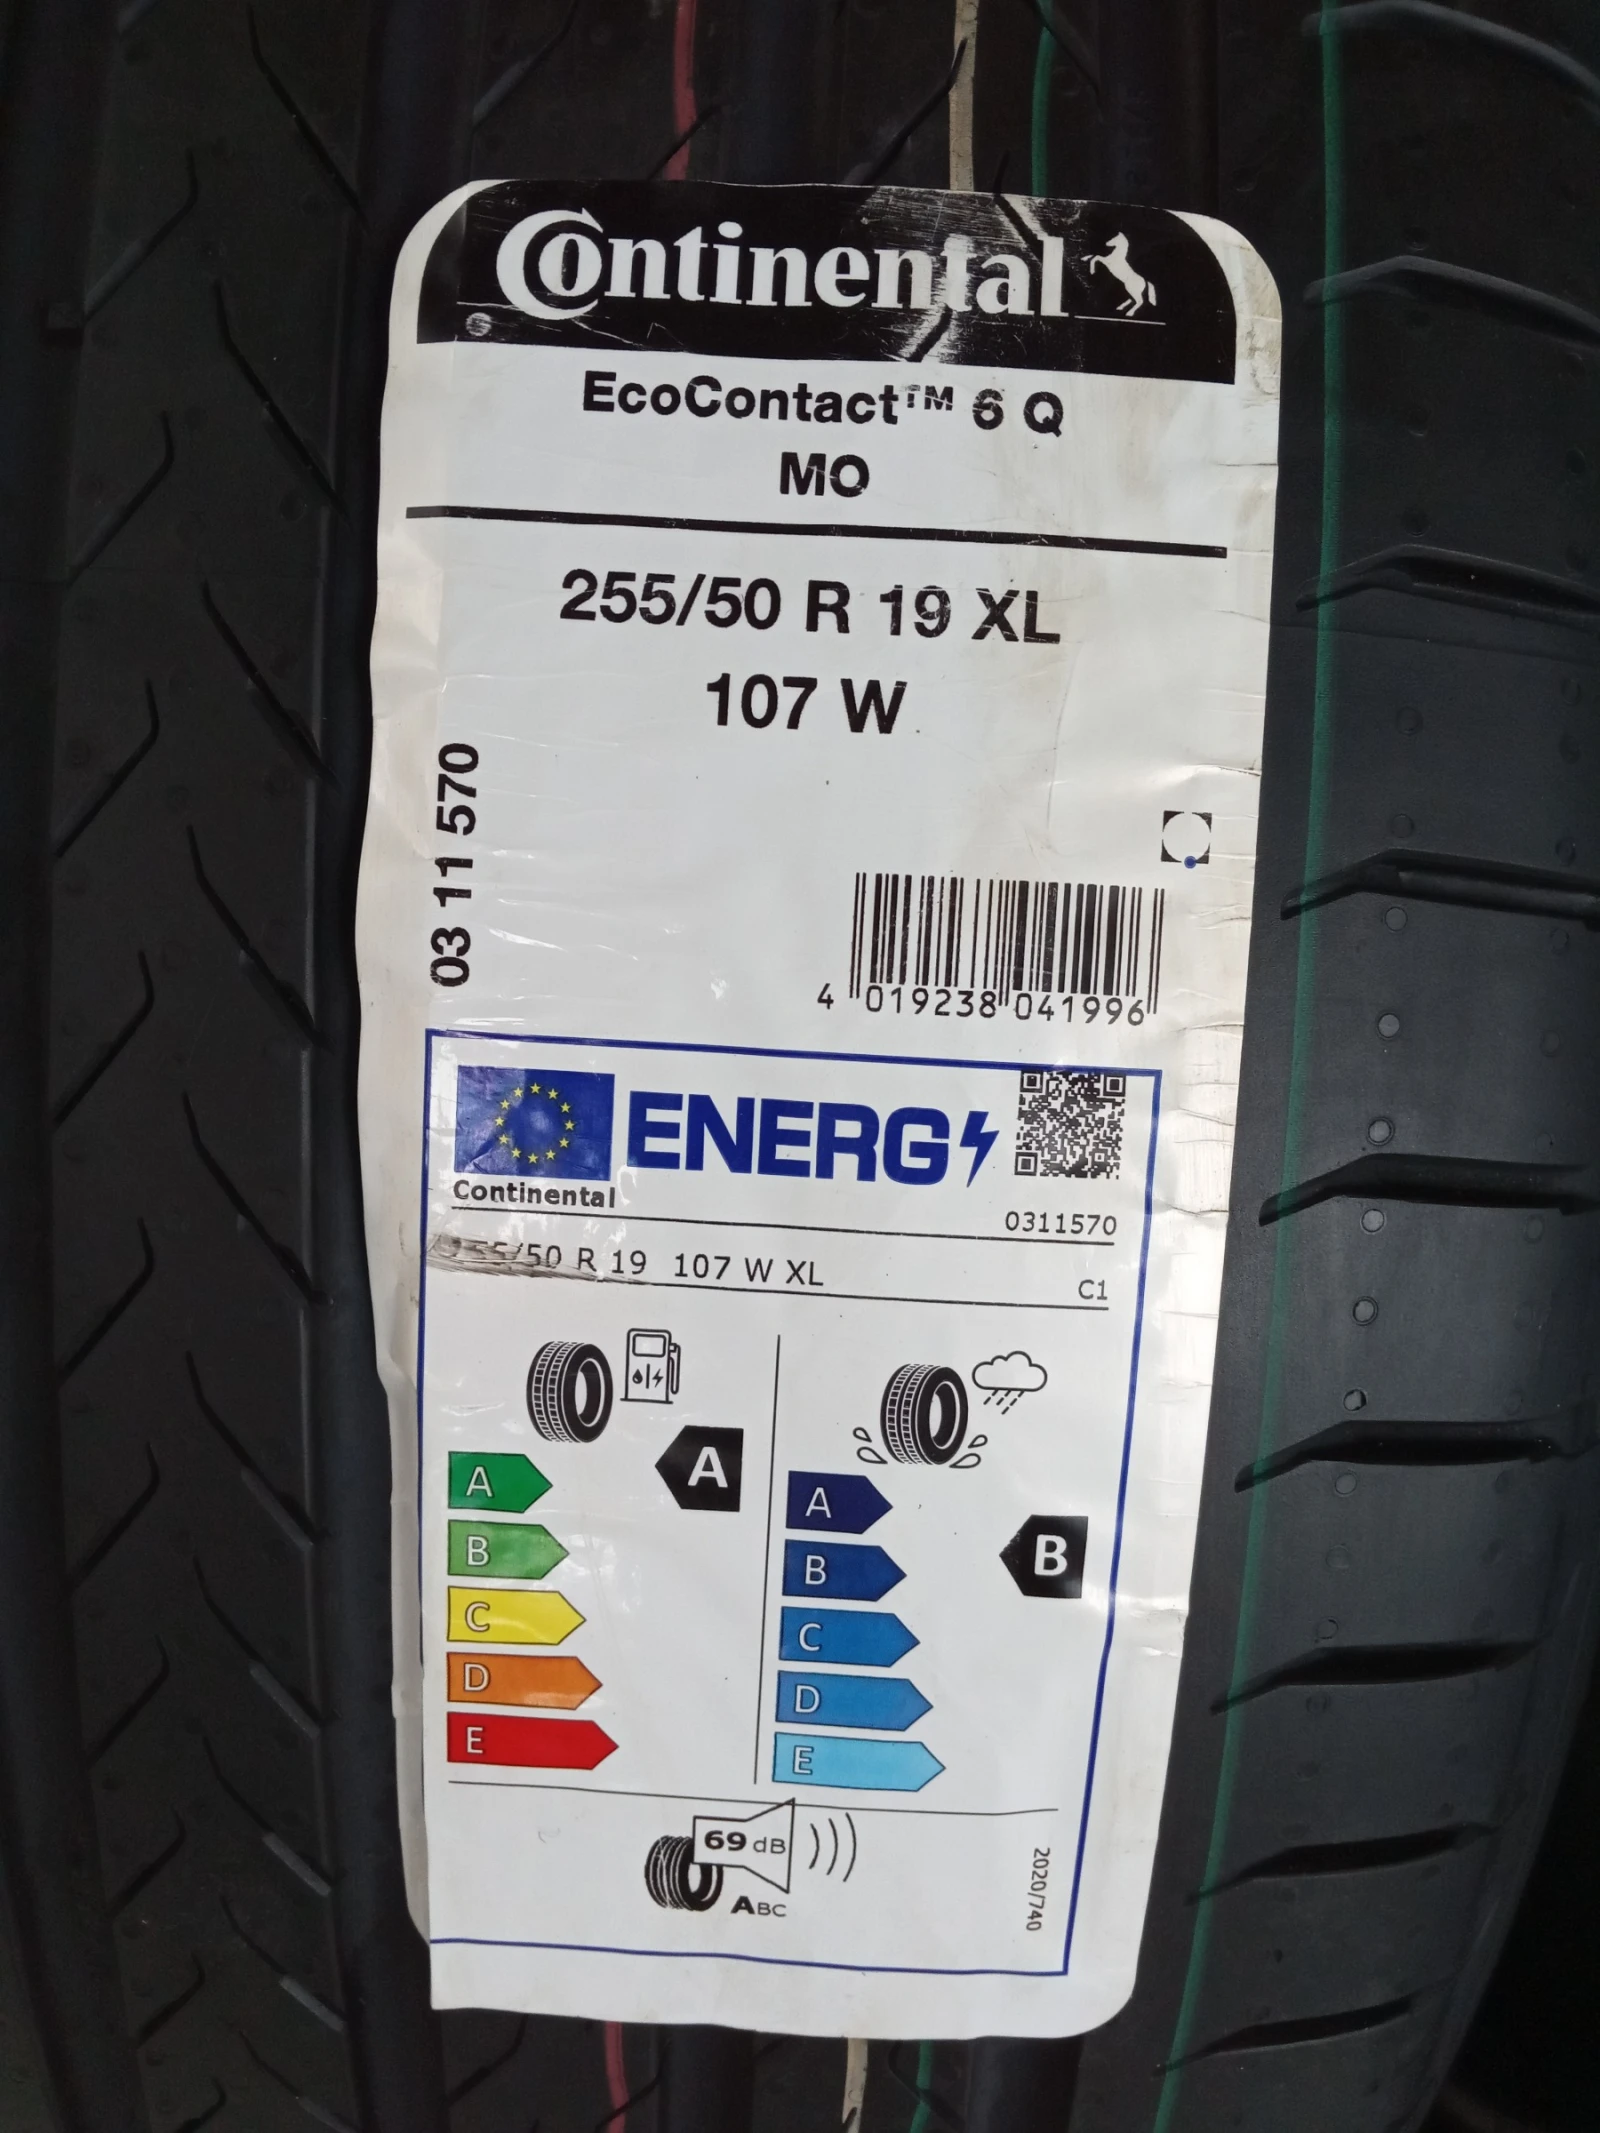 Continental
EcoContact™ 6 Q
MO
255/50 R 19 XL
107 W
03 11 570
4 019238 041996
ENERG
Continental
0311570
255/50 R 19 107 W XL
C1
A
A
B
C
D
E
A
B
B
C
D
E
69 dB
ABC
2020/740